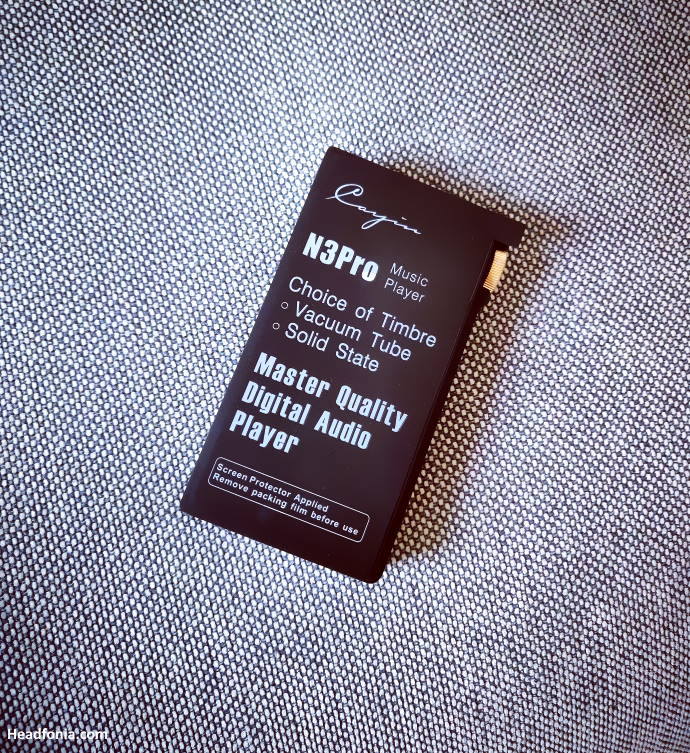 Cayin
N3Pro Music
Player
Choice of Timbre
○ Vacuum Tube
○ Solid State
Master Quality
Digital Audio
Player
Screen Protector Applied
Remove packing film before use
Headfonia.com